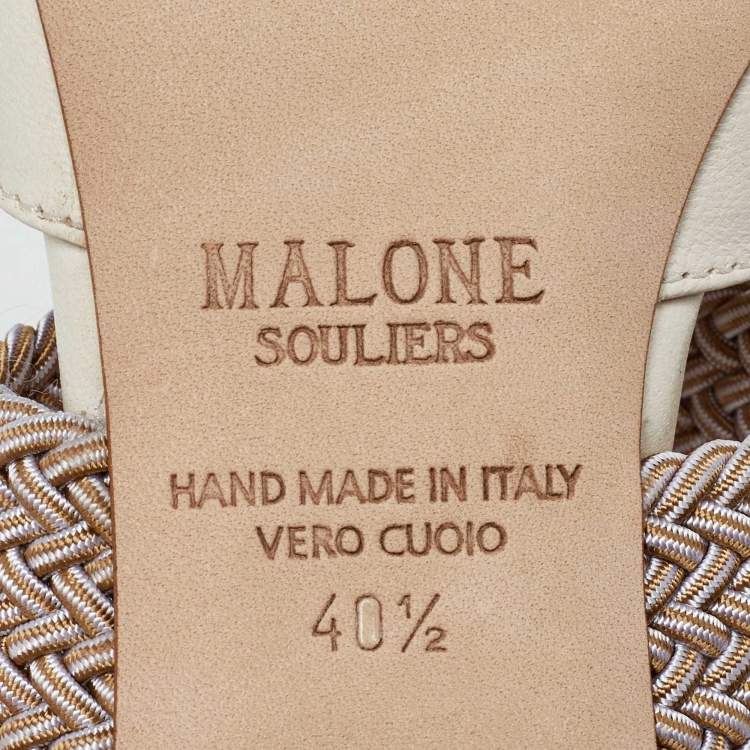 MALONE
SOULIERS
HAND MADE IN ITALY
VERO CUOIO
40½